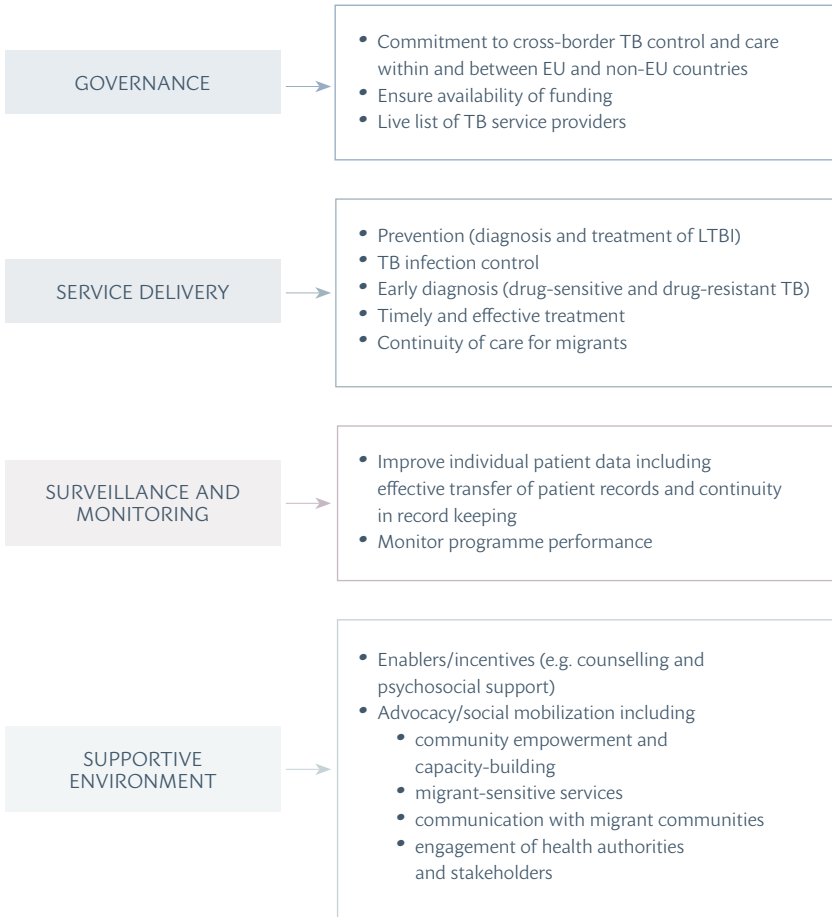 GOVERNANCE
• Commitment to cross-border TB control and care
within and between EU and non-EU countries
• Ensure availability of funding
• Live list of TB service providers
SERVICE DELIVERY
• Prevention (diagnosis and treatment of LTBI)
• TB infection control
• Early diagnosis (drug-sensitive and drug-resistant TB)
• Timely and effective treatment
• Continuity of care for migrants
SURVEILLANCE AND
MONITORING
• Improve individual patient data including
effective transfer of patient records and continuity
in record keeping
• Monitor programme performance
SUPPORTIVE
ENVIRONMENT
• Enablers/incentives (e.g. counselling and
psychosocial support)
• Advocacy/social mobilization including
• community empowerment and
capacity-building
• migrant-sensitive services
• communication with migrant communities
• engagement of health authorities
and stakeholders